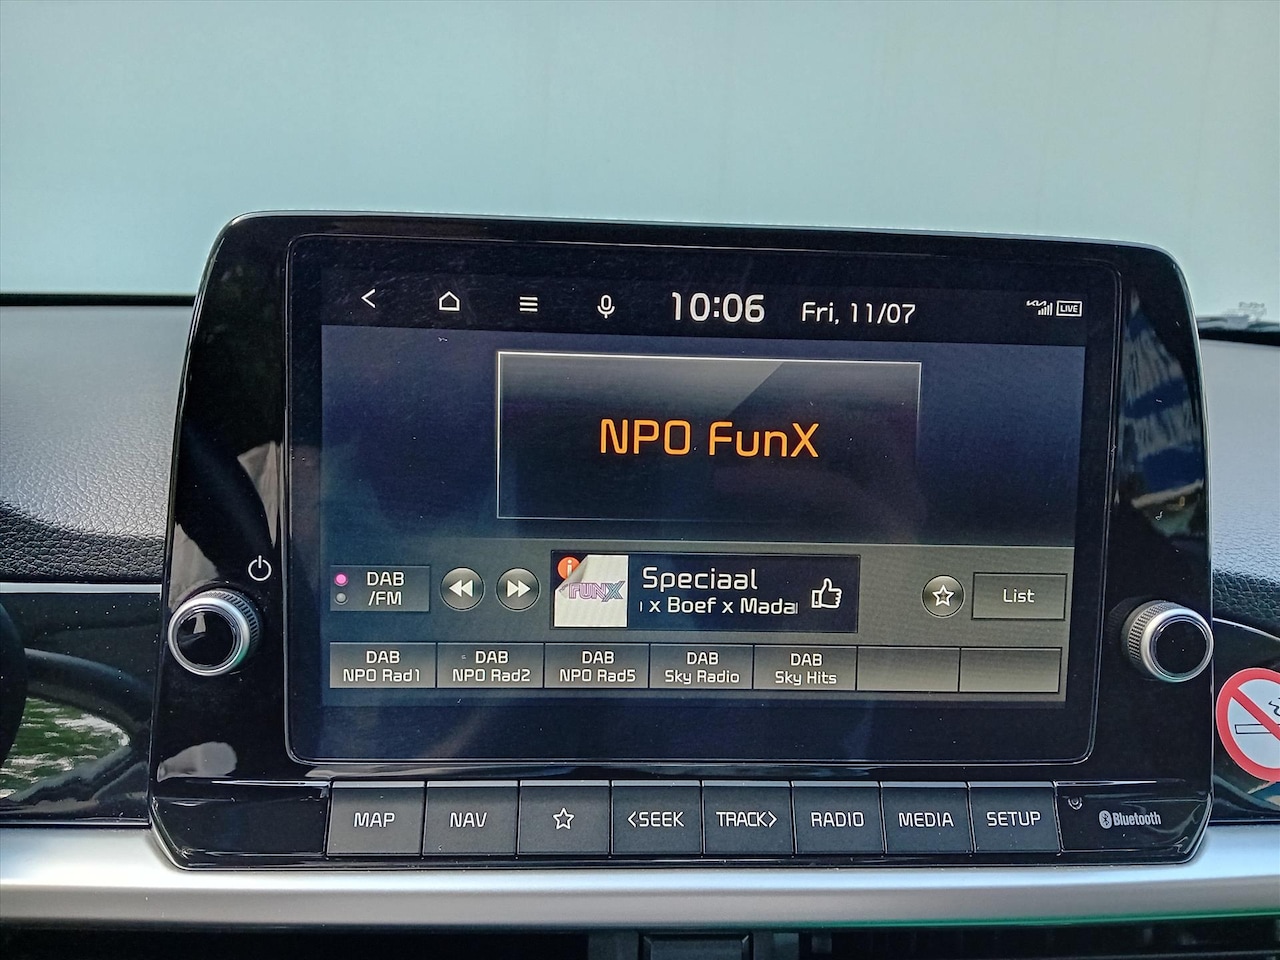 10:06 Fri, 11/07 LIVE
NPO FunX
DAB
/FM
FUNX
Speciaal
x Boef x Mada
List
DAB
NPO Rad1
DAB
NPO Rad2
DAB
NPO Rad5
DAB
Sky Radio
DAB
Sky Hits
MAP NAV <SEEK TRACK> RADIO MEDIA SETUP
Bluetooth